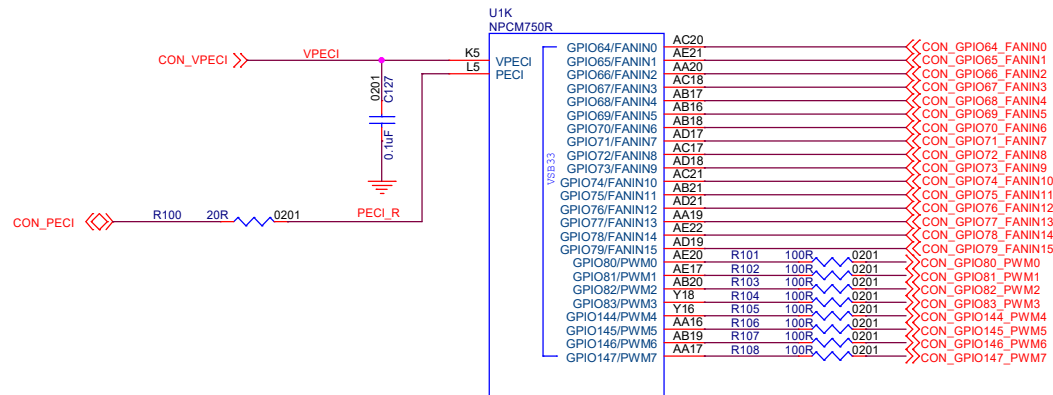 U1K
NPCM750R
CON_VPECI
VPECI
K5
VPECI
L5
PECI
0201
C127
0.1uF
CON_PECI
R100 20R 0201
PECI_R
VSB33
GPIO64/FANIN0 AC20 CON_GPIO64_FANIN0
GPIO65/FANIN1 AE21 CON_GPIO65_FANIN1
GPIO66/FANIN2 AA20 CON_GPIO66_FANIN2
GPIO67/FANIN3 AC18 CON_GPIO67_FANIN3
GPIO68/FANIN4 AB17 CON_GPIO68_FANIN4
GPIO69/FANIN5 AB16 CON_GPIO69_FANIN5
GPIO70/FANIN6 AB18 CON_GPIO70_FANIN6
GPIO71/FANIN7 AD17 CON_GPIO71_FANIN7
GPIO72/FANIN8 AC17 CON_GPIO72_FANIN8
GPIO73/FANIN9 AD18 CON_GPIO73_FANIN9
GPIO74/FANIN10 AC21 CON_GPIO74_FANIN10
GPIO75/FANIN11 AB21 CON_GPIO75_FANIN11
GPIO76/FANIN12 AD21 CON_GPIO76_FANIN12
GPIO77/FANIN13 AA19 CON_GPIO77_FANIN13
GPIO78/FANIN14 AE22 CON_GPIO78_FANIN14
GPIO79/FANIN15 AD19 CON_GPIO79_FANIN15
GPIO80/PWM0 AE20 R101 100R 0201 CON_GPIO80_PWM0
GPIO81/PWM1 AE17 R102 100R 0201 CON_GPIO81_PWM1
GPIO82/PWM2 AB20 R103 100R 0201 CON_GPIO82_PWM2
GPIO83/PWM3 Y18 R104 100R 0201 CON_GPIO83_PWM3
GPIO144/PWM4 Y16 R105 100R 0201 CON_GPIO144_PWM4
GPIO145/PWM5 AA16 R106 100R 0201 CON_GPIO145_PWM5
GPIO146/PWM6 AB19 R107 100R 0201 CON_GPIO146_PWM6
GPIO147/PWM7 AA17 R108 100R 0201 CON_GPIO147_PWM7